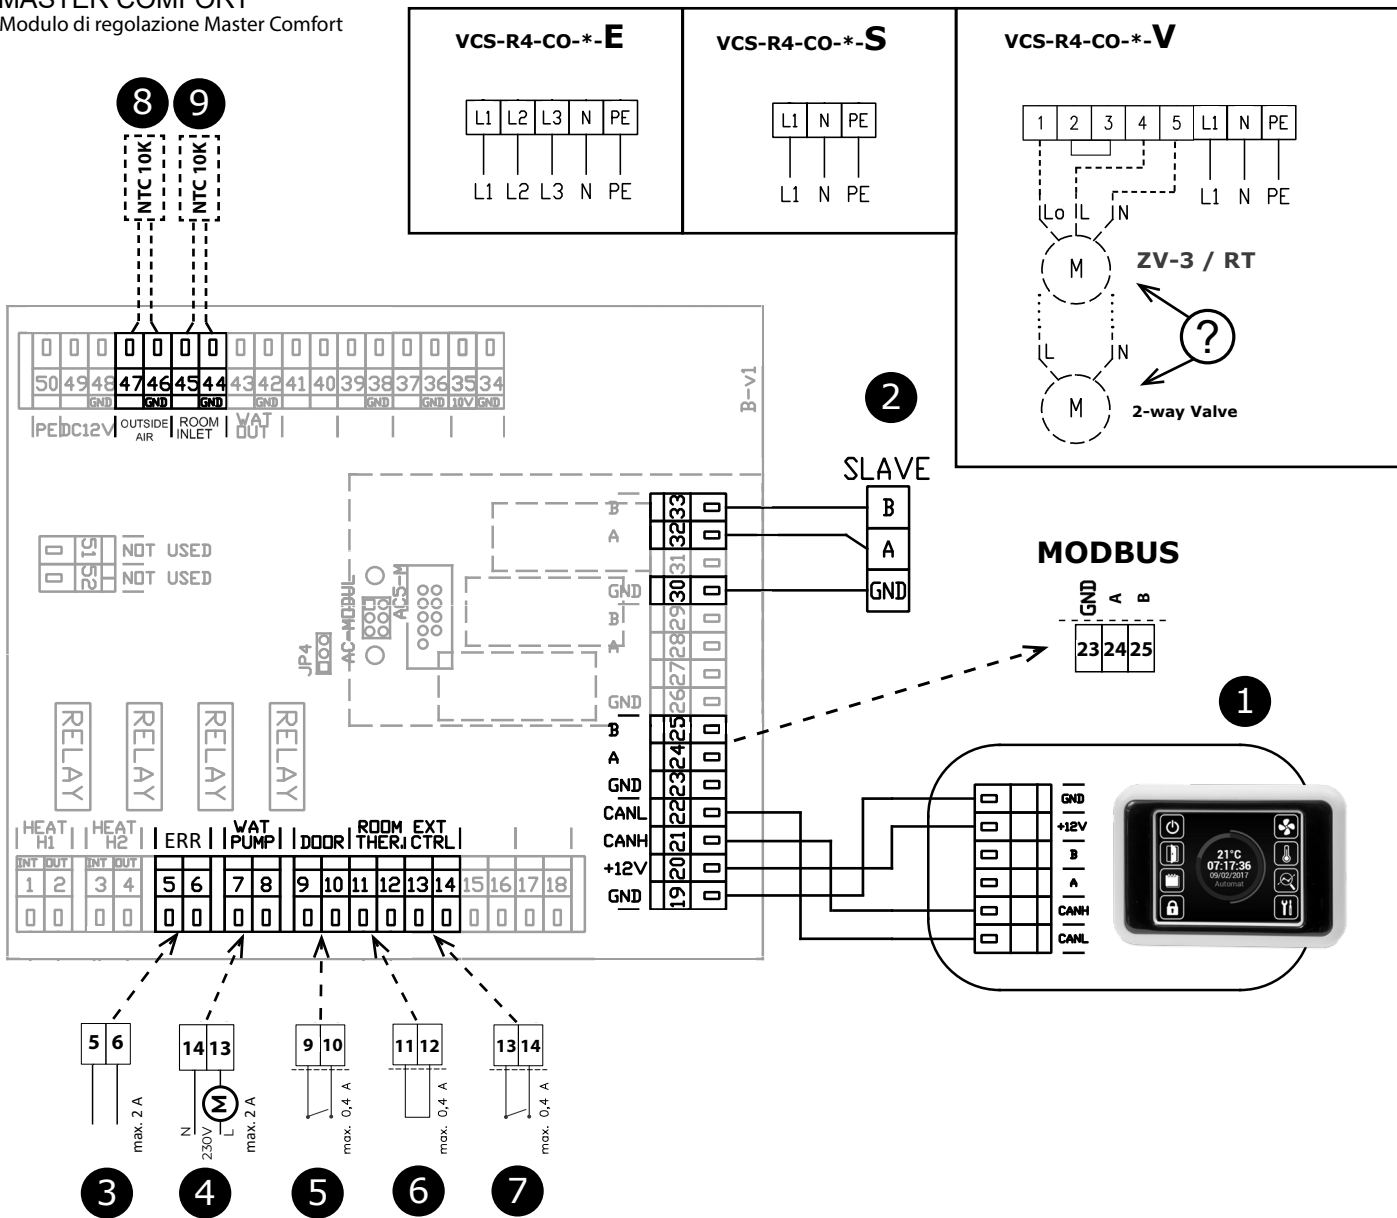 MASTER COMFORT
Modulo di regolazione Master Comfort
VCS-R4-CO-*-E
L1 L2 L3 N PE
L1 L2 L3 N PE
VCS-R4-CO-*-S
L1 N PE
L1 N PE
VCS-R4-CO-*-V
1 2 3 4 5 L1 N PE
L1 N PE
Lo L N
M
ZV-3 / RT
?
L N
M
2-way Valve
8 9
NTC 10K
NTC 10K
50 49 48 47 46 45 44 43 42 41 40 39 38 37 36 35 34
GND GND GND GND GND GND 10V GND
PE DC12V OUTSIDE AIR ROOM INLET WAT OUT
B-v1
51 NOT USED
52 NOT USED
JP4
AC-MODUL
ACS-M
B 33
A 32
31
GND 30
B 29
A 28
27
GND 26
B 25
A 24
GND 23
CANL 22
CANH 21
+12V 20
GND 19
2
SLAVE
B
A
GND
MODBUS
GND A B
23 24 25
1
GND
+12V
B
A
CANH
CANL
21°C
07:17:36
09/02/2017
Automat
RELAY RELAY RELAY RELAY
HEAT H1 HEAT H2 ERR WAT PUMP DOOR ROOM THER. EXT CTRL
INT OUT INT OUT
1 2 3 4 5 6 7 8 9 10 11 12 13 14 15 16 17 18
5 6
max. 2 A
3
14 13
M
N 230V L
max. 2 A
4
9 10
max. 0,4 A
5
11 12
max. 0,4 A
6
13 14
max. 0,4 A
7